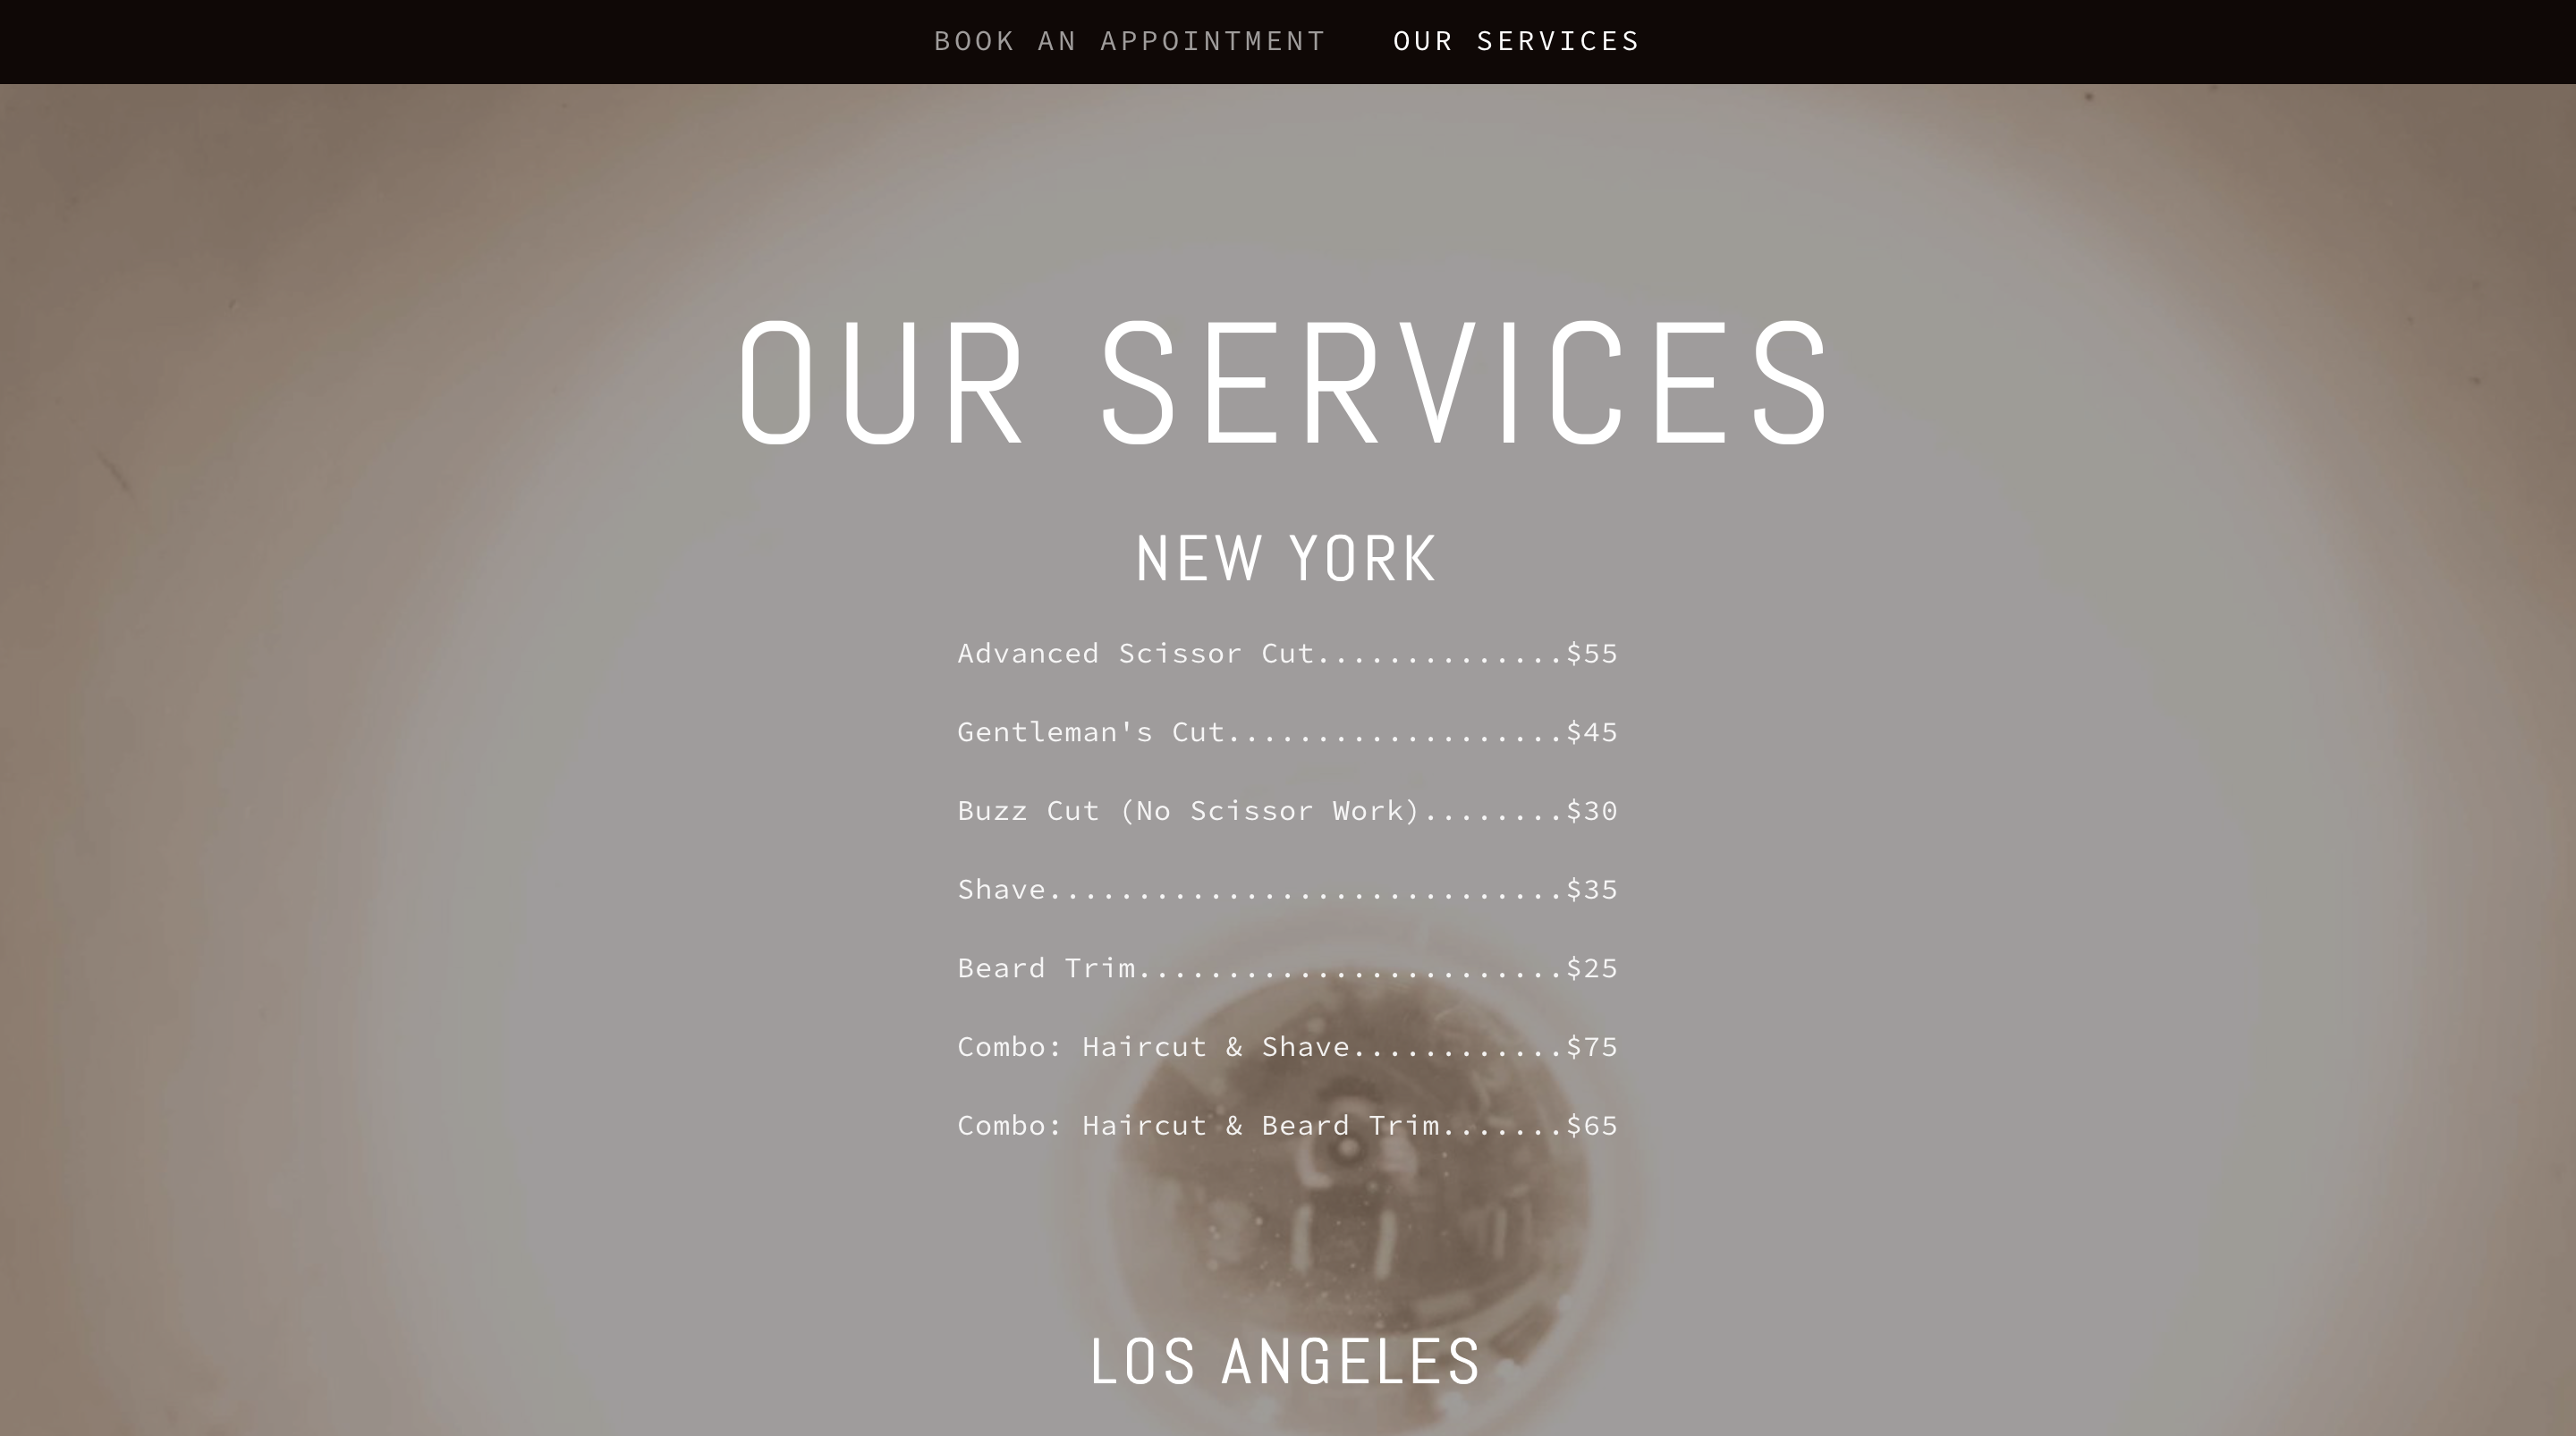 BOOK AN APPOINTMENT OUR SERVICES
OUR SERVICES
NEW YORK
Advanced Scissor Cut..............$55
Gentleman's Cut...................$45
Buzz Cut (No Scissor Work)........$30
Shave.............................$35
Beard Trim........................$25
Combo: Haircut & Shave............$75
Combo: Haircut & Beard Trim.......$65
LOS ANGELES